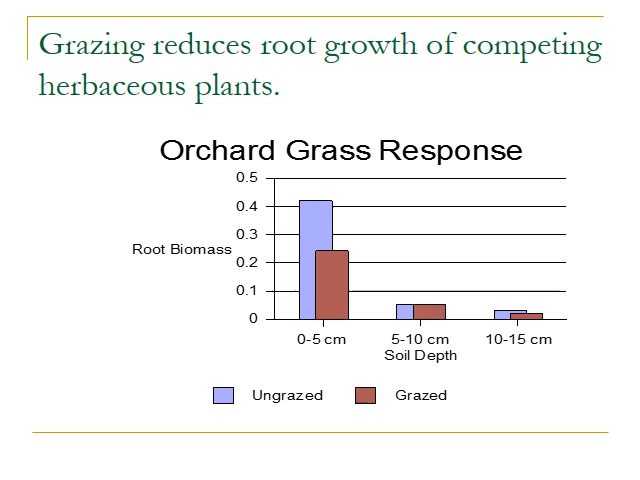 Grazing reduces root growth of competing
herbaceous plants.
Orchard Grass Response
0.5
0.4
0.3
Root Biomass
0.2
0.1
0
0-5 cm 5-10 cm 10-15 cm
Soil Depth
Ungrazed Grazed